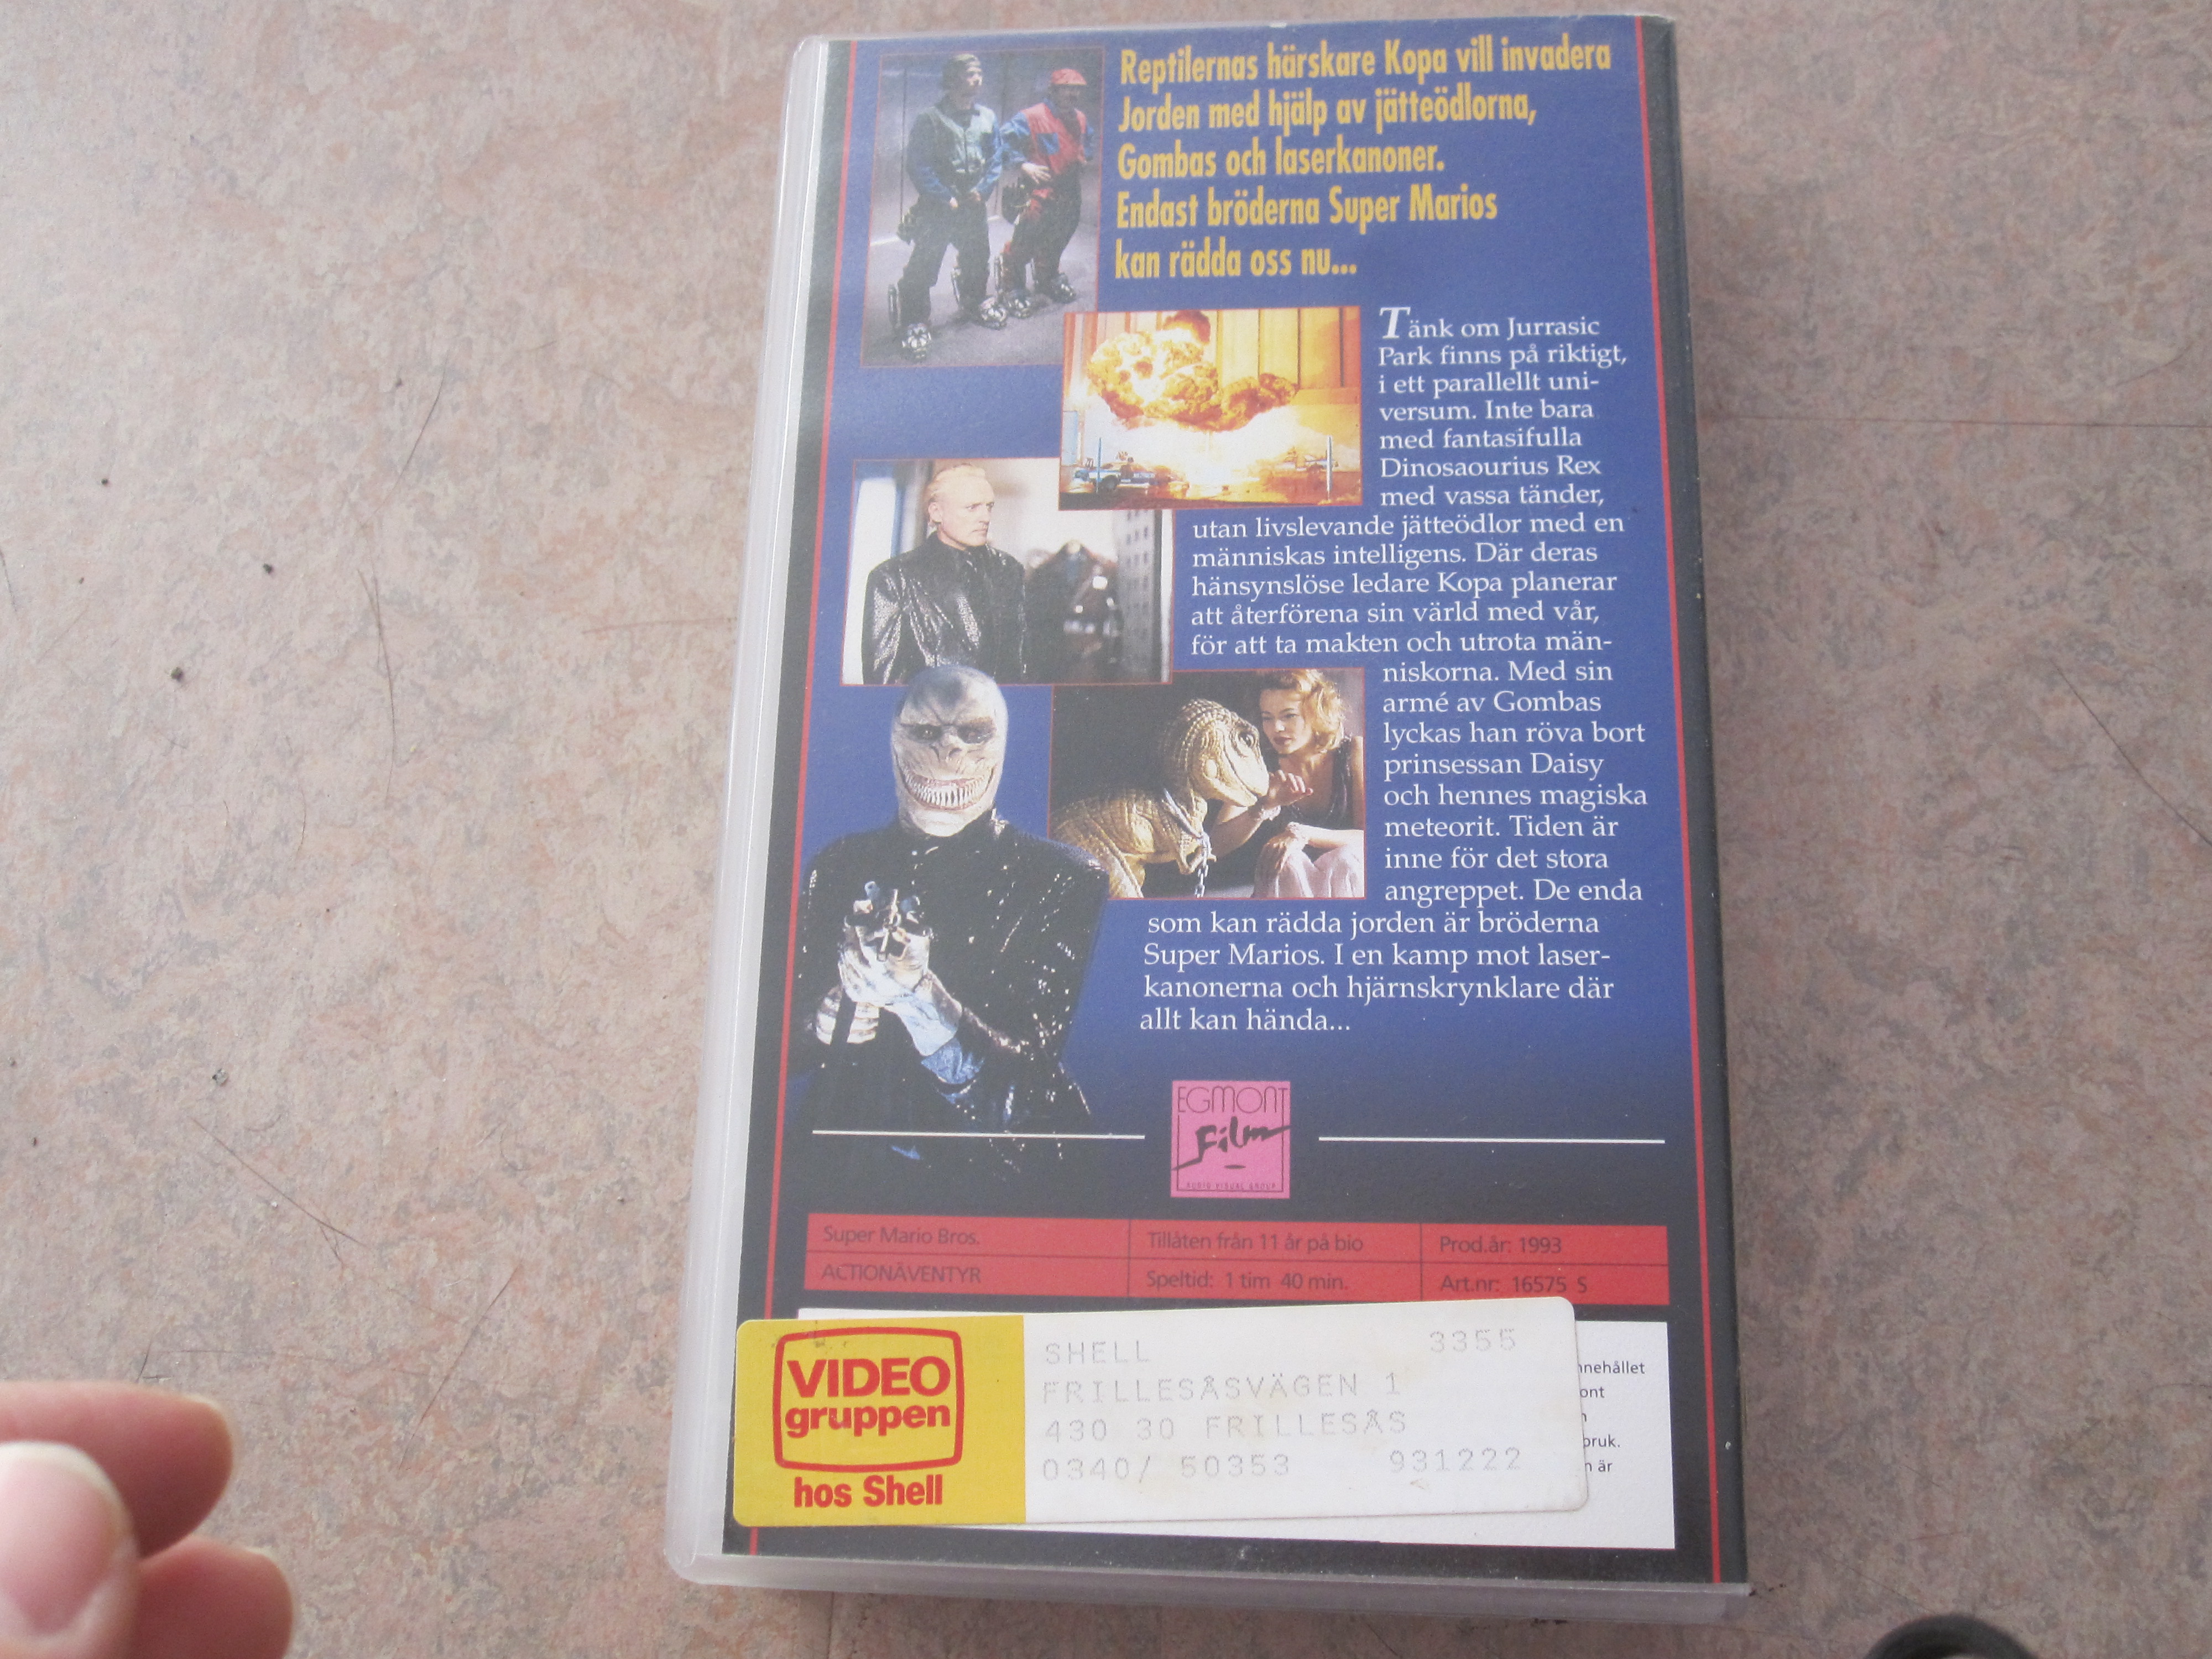 Reptilernas härskare Kopa vill invadera
Jorden med hjälp av jätteödlorna,
Gombas och laserkanoner.
Endast bröderna Super Marios
kan rädda oss nu...
Tänk om Jurrasic
Park finns på riktigt,
i ett parallellt uni-
versum. Inte bara
med fantasifulla
Dinosaourius Rex
med vassa tänder,
utan livslevande jätteödlor med en
människas intelligens. Där deras
hänsynslöse ledare Kopa planerar
att återförena sin värld med vår,
för att ta makten och utrota män-
niskorna. Med sin
armé av Gombas
lyckas han röva bort
prinsessan Daisy
och hennes magiska
meteorit. Tiden är
inne för det stora
angreppet. De enda
som kan rädda jorden är bröderna
Super Marios. I en kamp mot laser-
kanonerna och hjärnskrynklare där
allt kan hända...
EGMONT
Film
AUDIO VISUAL GROUP
Super Mario Bros. Tillåten från 11 år på bio Prod.år: 1993
ACTIONÄVENTYR Speltid: 1 tim 40 min. Art.nr: 16575 S
VIDEO
gruppen
hos Shell
SHELL 3355
FRILLESÅSVÄGEN 1
430 30 FRILLESÅS
0340/ 50353 931222
är